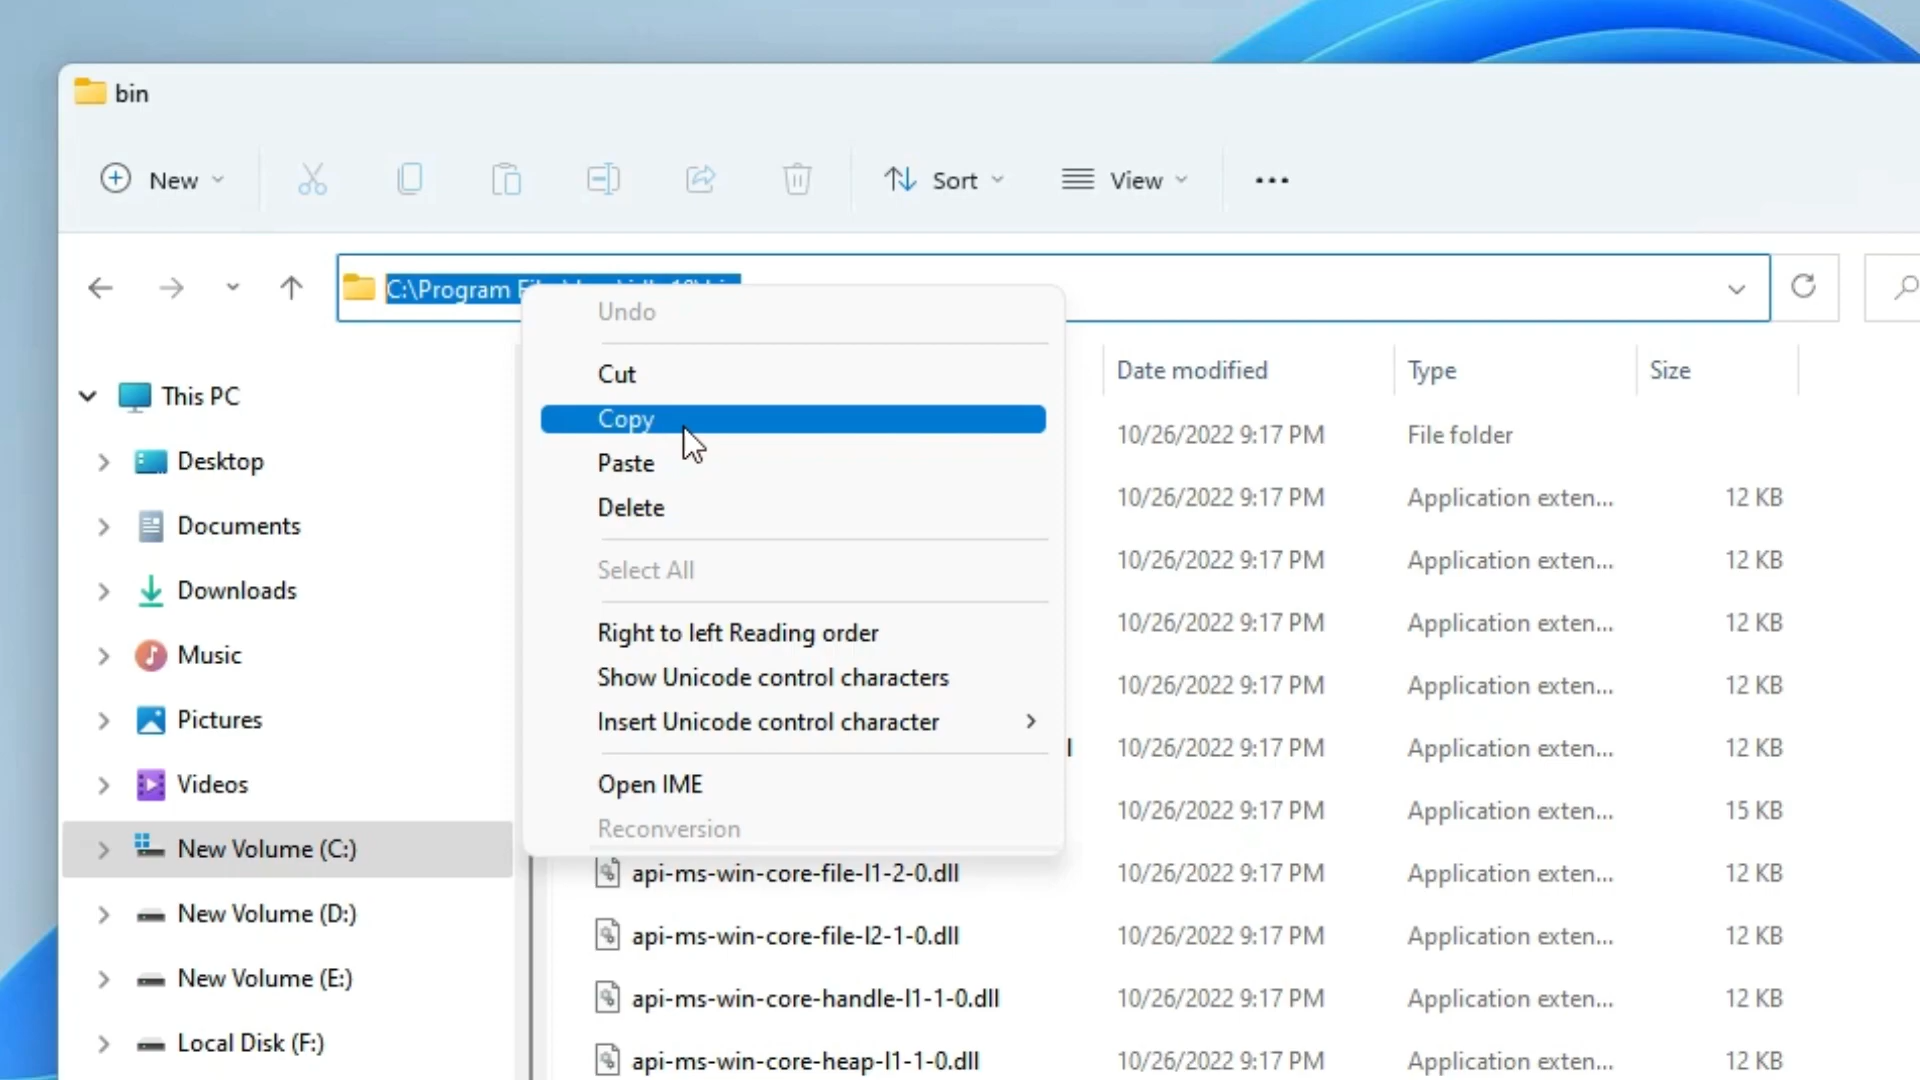 bin
New
Sort
View
C:\Program
Undo
Cut
Copy
Paste
Delete
Select All
Right to left Reading order
Show Unicode control characters
Insert Unicode control character
Open IME
Reconversion
This PC
Desktop
Documents
Downloads
Music
Pictures
Videos
New Volume (C:)
New Volume (D:)
New Volume (E:)
Local Disk (F:)
Date modified Type Size
10/26/2022 9:17 PM File folder
10/26/2022 9:17 PM Application exten... 12 KB
10/26/2022 9:17 PM Application exten... 12 KB
10/26/2022 9:17 PM Application exten... 12 KB
10/26/2022 9:17 PM Application exten... 12 KB
10/26/2022 9:17 PM Application exten... 12 KB
10/26/2022 9:17 PM Application exten... 15 KB
api-ms-win-core-file-l1-2-0.dll 10/26/2022 9:17 PM Application exten... 12 KB
api-ms-win-core-file-l2-1-0.dll 10/26/2022 9:17 PM Application exten... 12 KB
api-ms-win-core-handle-l1-1-0.dll 10/26/2022 9:17 PM Application exten... 12 KB
api-ms-win-core-heap-l1-1-0.dll 10/26/2022 9:17 PM Application exten... 12 KB